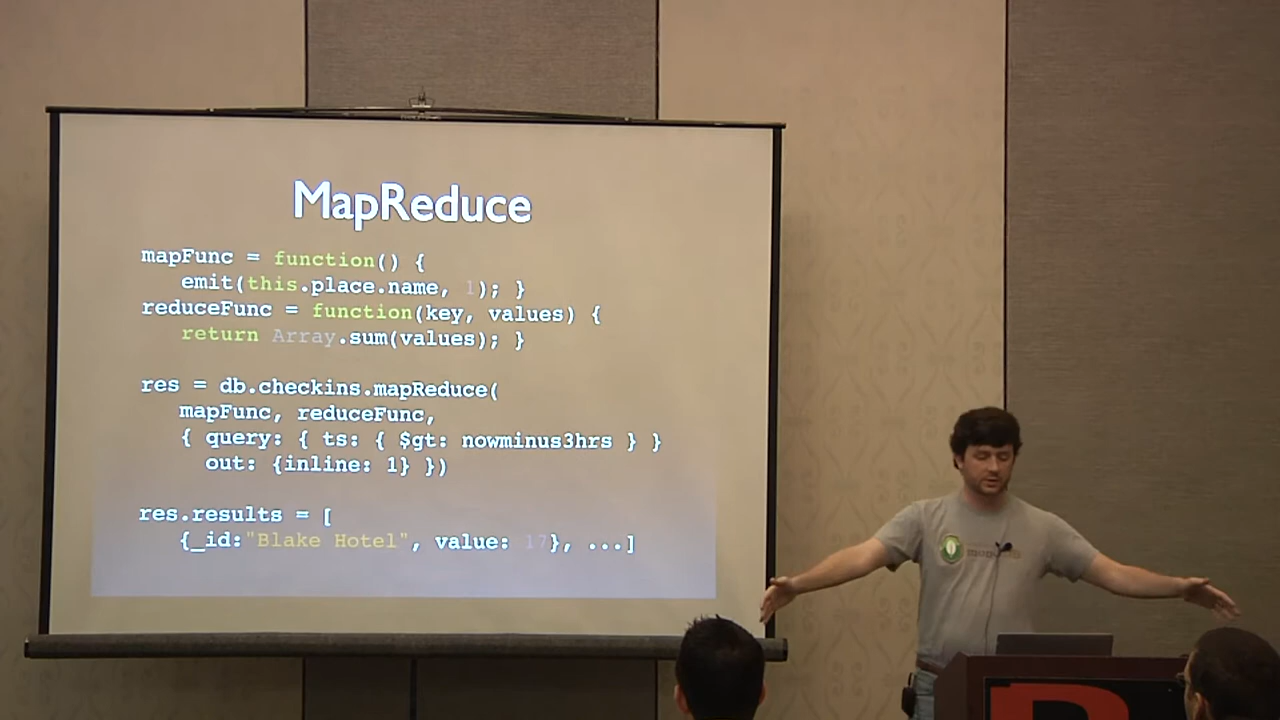 MapReduce
mapFunc = function() {
emit(this.place.name, 1); }
reduceFunc = function(key, values) {
return Array.sum(values); }
res = db.checkins.mapReduce(
mapFunc, reduceFunc,
{ query: { ts: { $gt: nowminus3hrs } }
out: {inline: 1} })
res.results = [
{_id:"Blake Hotel", value: 17}, ...]